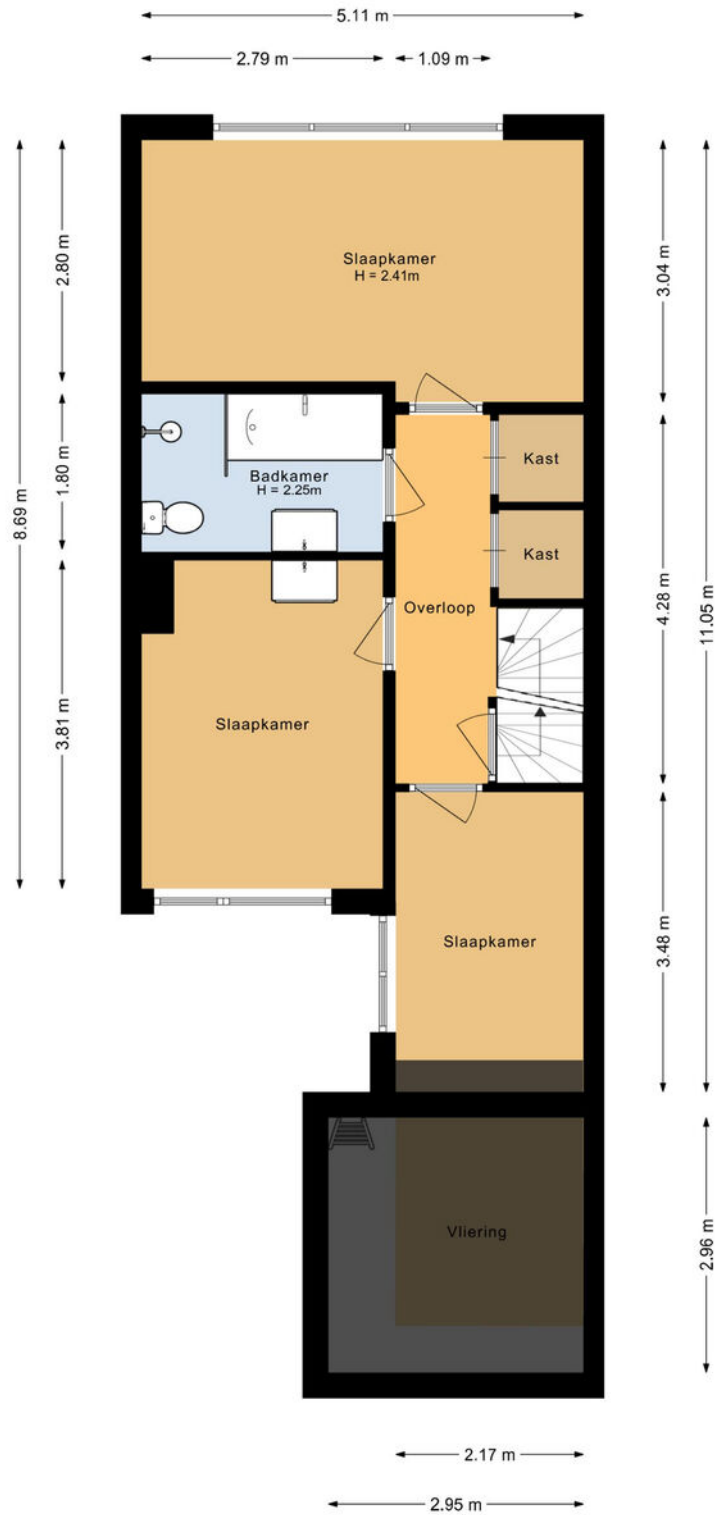 5.11 m
2.79 m
1.09 m
8.69 m
2.80 m
1.80 m
3.81 m
Slaapkamer
H = 2.41m
Badkamer
H = 2.25m
Kast
Kast
Overloop
Slaapkamer
Slaapkamer
Vliering
3.04 m
4.28 m
3.48 m
11.05 m
2.96 m
2.17 m
2.95 m